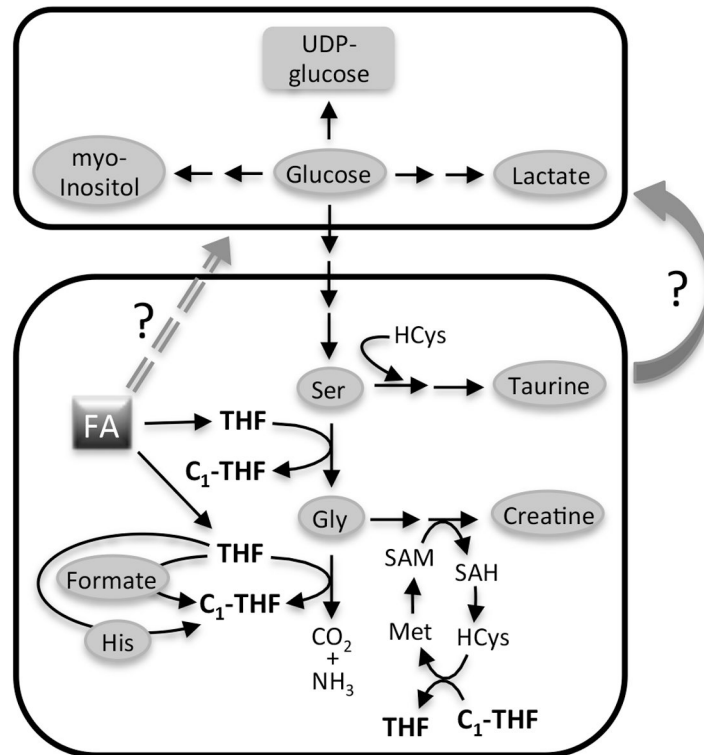 UDP-
glucose
myo-
Inositol
Glucose
Lactate
?
?
HCys
Ser
Taurine
FA
THF
C₁-THF
Gly
Creatine
THF
SAM
SAH
Formate
C₁-THF
His
CO₂
+
NH₃
Met
HCys
THF
C₁-THF